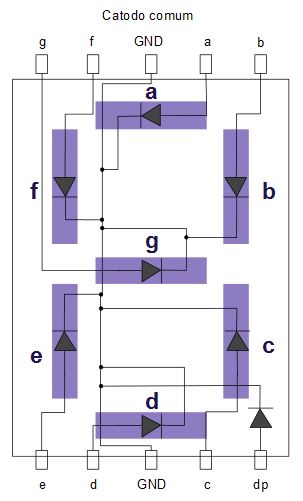 Catodo comum
g f GND a b
a
f b
g
e c
d
e d GND c dp